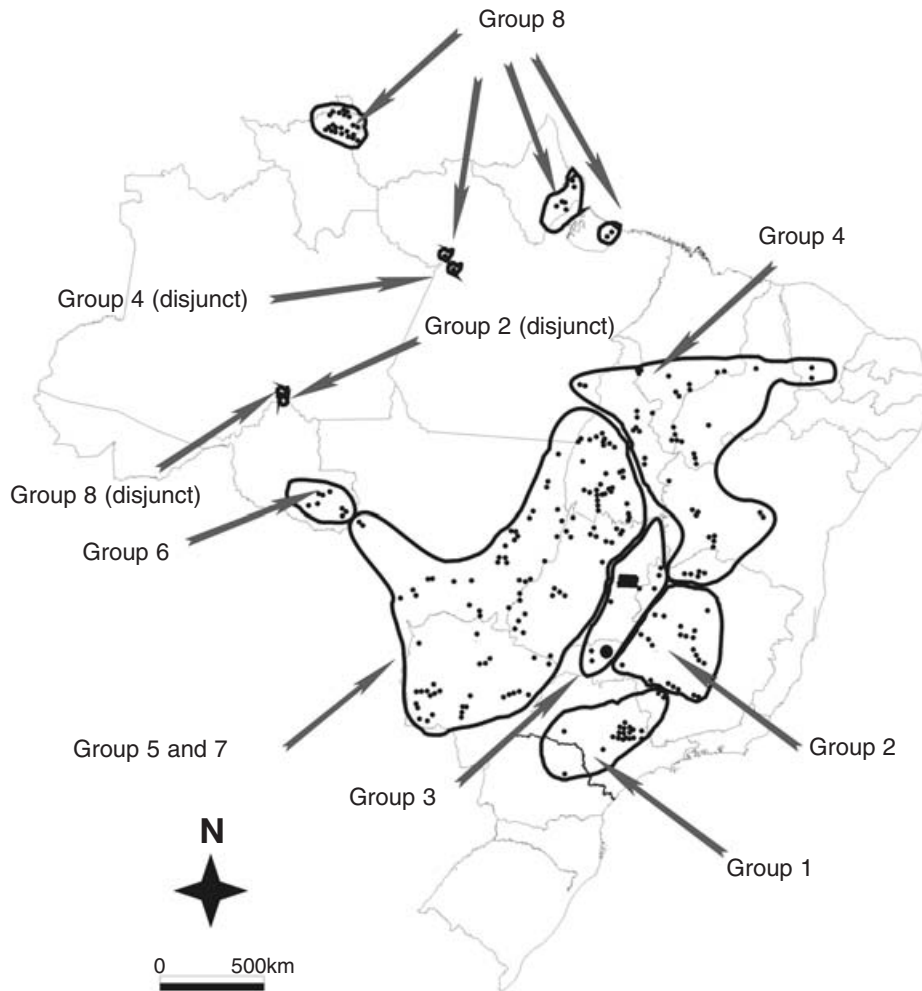 Group 8
Group 4
Group 4 (disjunct)
Group 2 (disjunct)
Group 8 (disjunct)
Group 6
Group 5 and 7
Group 2
Group 3
Group 1
N
0 500km